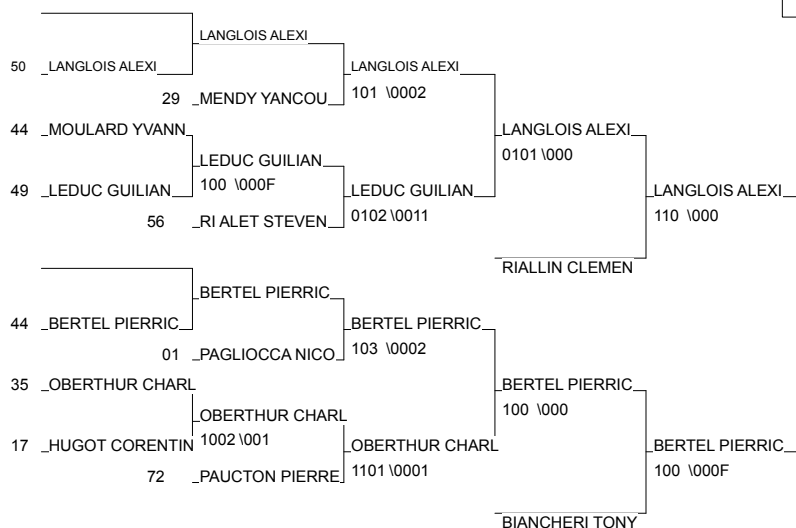 LANGLOIS ALEXI
50 LANGLOIS ALEXI LANGLOIS ALEXI
29 MENDY YANCOU 101 \0002
44 MOULARD YVANN LANGLOIS ALEXI
LEDUC GUILIAN 0101 \000
100 \000F
49 LEDUC GUILIAN LEDUC GUILIAN LANGLOIS ALEXI
56 RI ALET STEVEN 0102 \0011 110 \000
RIALLIN CLEMEN
BERTEL PIERRIC
44 BERTEL PIERRIC BERTEL PIERRIC
01 PAGLIOCCA NICO 103 \0002
35 OBERTHUR CHARL BERTEL PIERRIC
OBERTHUR CHARL 100 \000
1002 \001
17 HUGOT CORENTIN OBERTHUR CHARL BERTEL PIERRIC
72 PAUCTON PIERRE 1101 \0001 100 \000F
BIANCHERI TONY